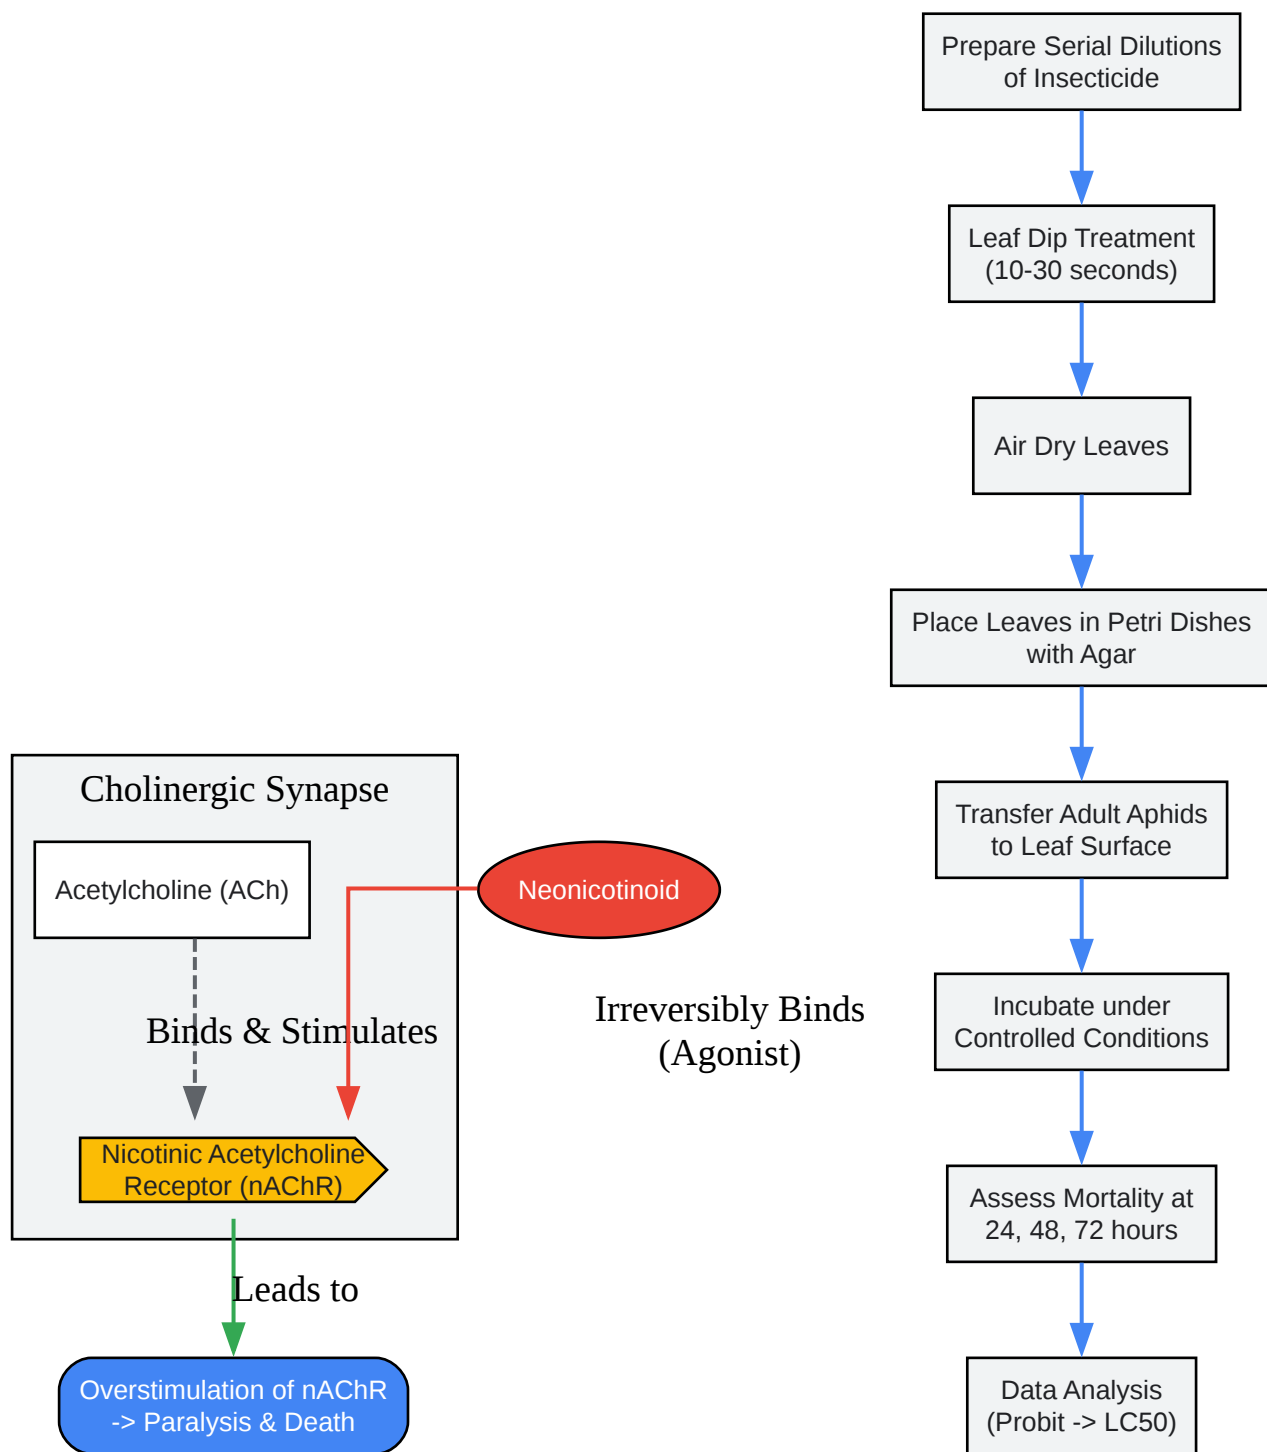 Cholinergic Synapse
Acetylcholine (ACh)
Neonicotinoid
Binds & Stimulates
Irreversibly Binds
(Agonist)
Nicotinic Acetylcholine
Receptor (nAChR)
Leads to
Overstimulation of nAChR
-> Paralysis & Death
Prepare Serial Dilutions
of Insecticide
Leaf Dip Treatment
(10-30 seconds)
Air Dry Leaves
Place Leaves in Petri Dishes
with Agar
Transfer Adult Aphids
to Leaf Surface
Incubate under
Controlled Conditions
Assess Mortality at
24, 48, 72 hours
Data Analysis
(Probit -> LC50)